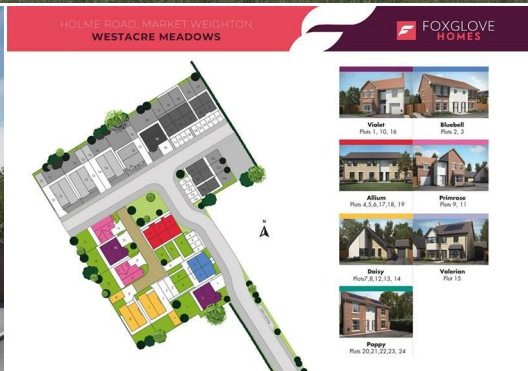 HOLME ROAD, MARKET WEIGHTON
WESTACRE MEADOWS
FOXGLOVE
HOMES
Violet
Plots 1, 10, 16
Bluebell
Plots 2, 3
Allium
Plots 4,5,6,17,18, 19
Primrose
Plots 9, 11
N
Daisy
Plots7,8,12,13, 14
Valerian
Plot 15
Poppy
Plots 20,21,22,23, 24